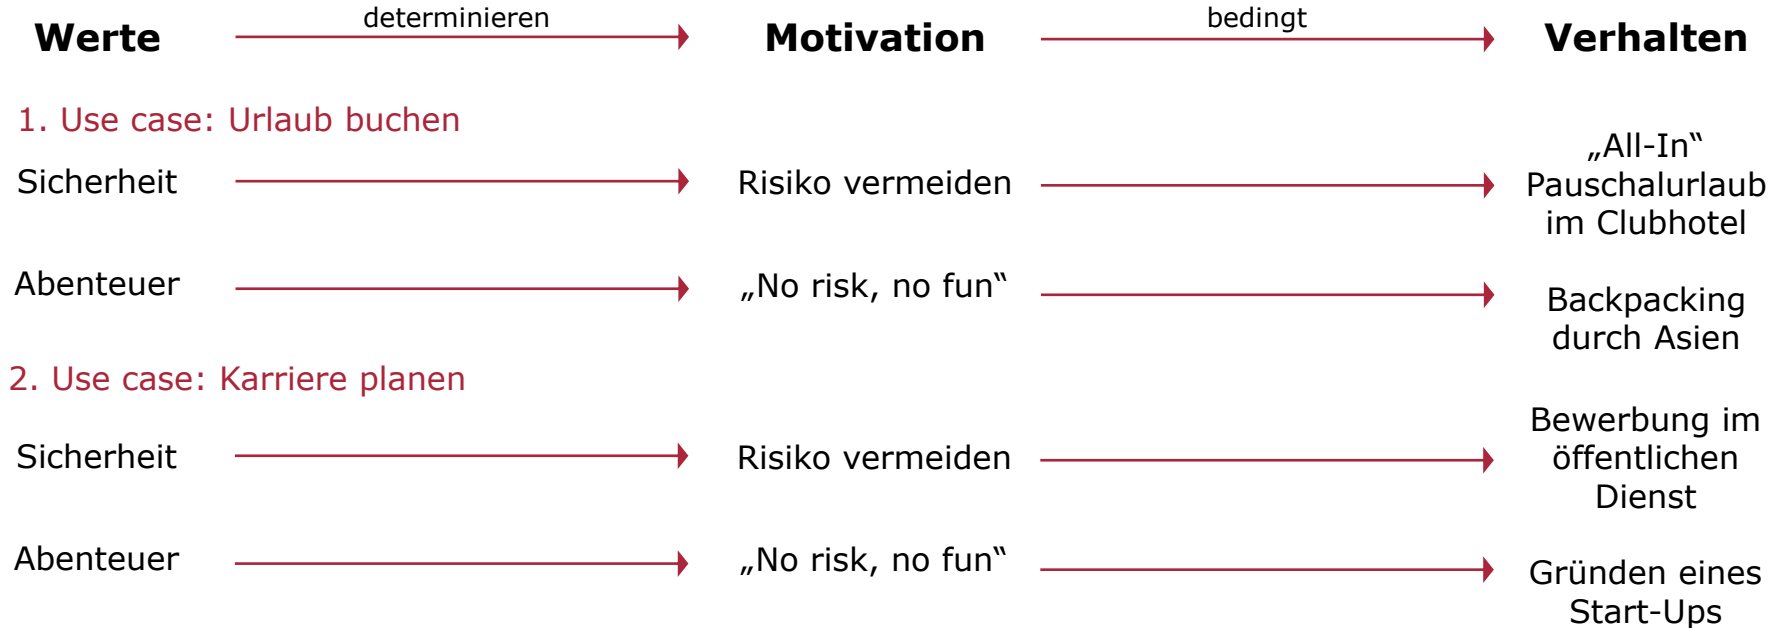 Werte determinieren Motivation bedingt Verhalten
1. Use case: Urlaub buchen
Sicherheit
Risiko vermeiden
„All-In“
Pauschalurlaub
im Clubhotel
Abenteuer
„No risk, no fun“
Backpacking
durch Asien
2. Use case: Karriere planen
Sicherheit
Risiko vermeiden
Bewerbung im
öffentlichen
Dienst
Abenteuer
„No risk, no fun“
Gründen eines
Start-Ups